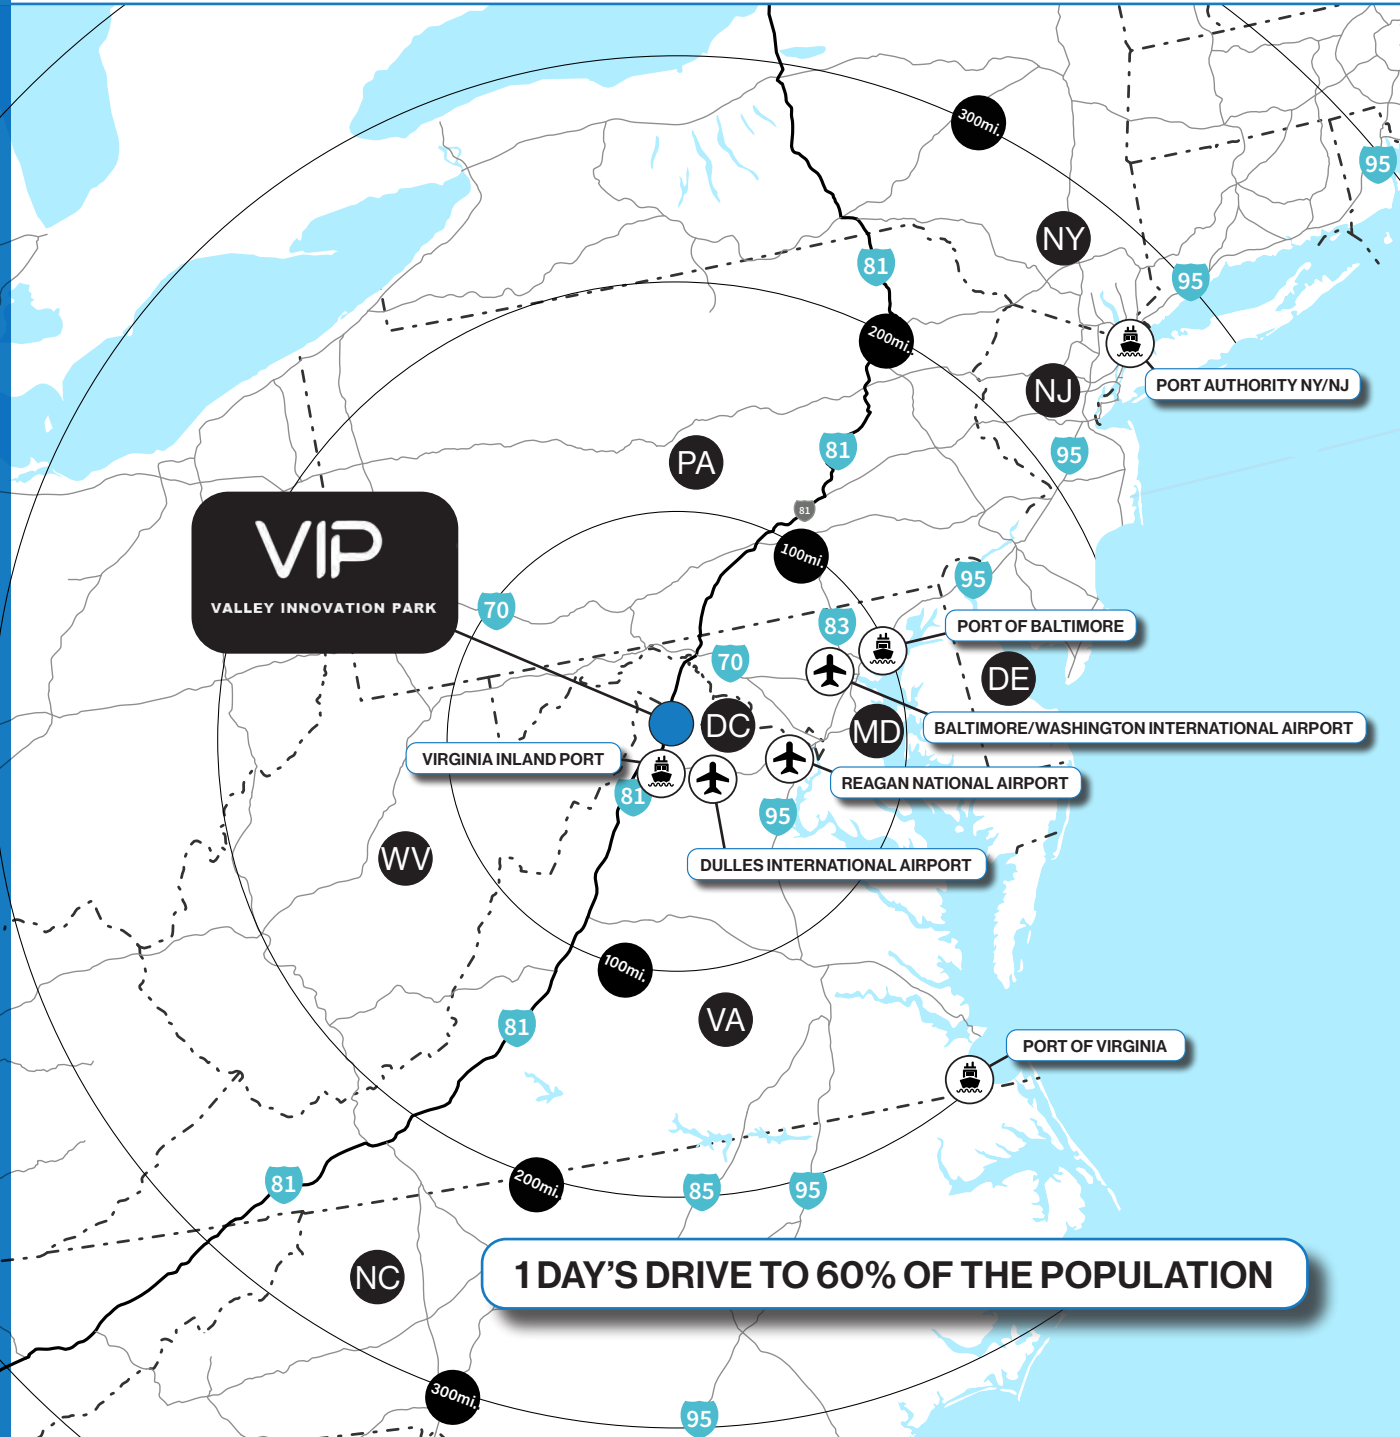 300mi.
95
NY
81
95
200mi.
PORT AUTHORITY NY/NJ
NJ
81
95
PA
81
VIP
VALLEY INNOVATION PARK
100mi.
95
70
83
PORT OF BALTIMORE
70
DE
DC
MD
BALTIMORE/WASHINGTON INTERNATIONAL AIRPORT
VIRGINIA INLAND PORT
REAGAN NATIONAL AIRPORT
81
95
WV
DULLES INTERNATIONAL AIRPORT
100mi.
VA
81
PORT OF VIRGINIA
81
200mi.
85
95
NC
1 DAY'S DRIVE TO 60% OF THE POPULATION
300mi.
95